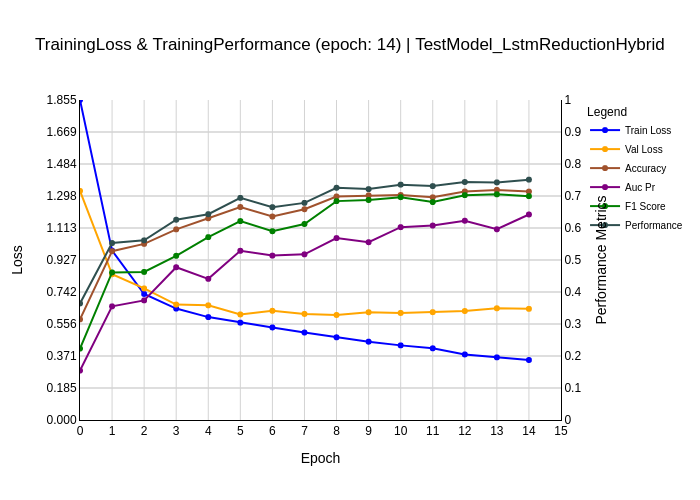 TrainingLoss & TrainingPerformance (epoch: 14) | TestModel_LstmReductionHybrid
1.855
1.669
1.484
1.298
1.113
0.927
0.742
0.556
0.371
0.185
0.000
Loss
0 1 2 3 4 5 6 7 8 9 10 11 12 13 14 15
Epoch
1
0.9
0.8
0.7
0.6
0.5
0.4
0.3
0.2
0.1
0
Performance Metrics
Legend
Train Loss
Val Loss
Accuracy
Auc Pr
F1 Score
Performance